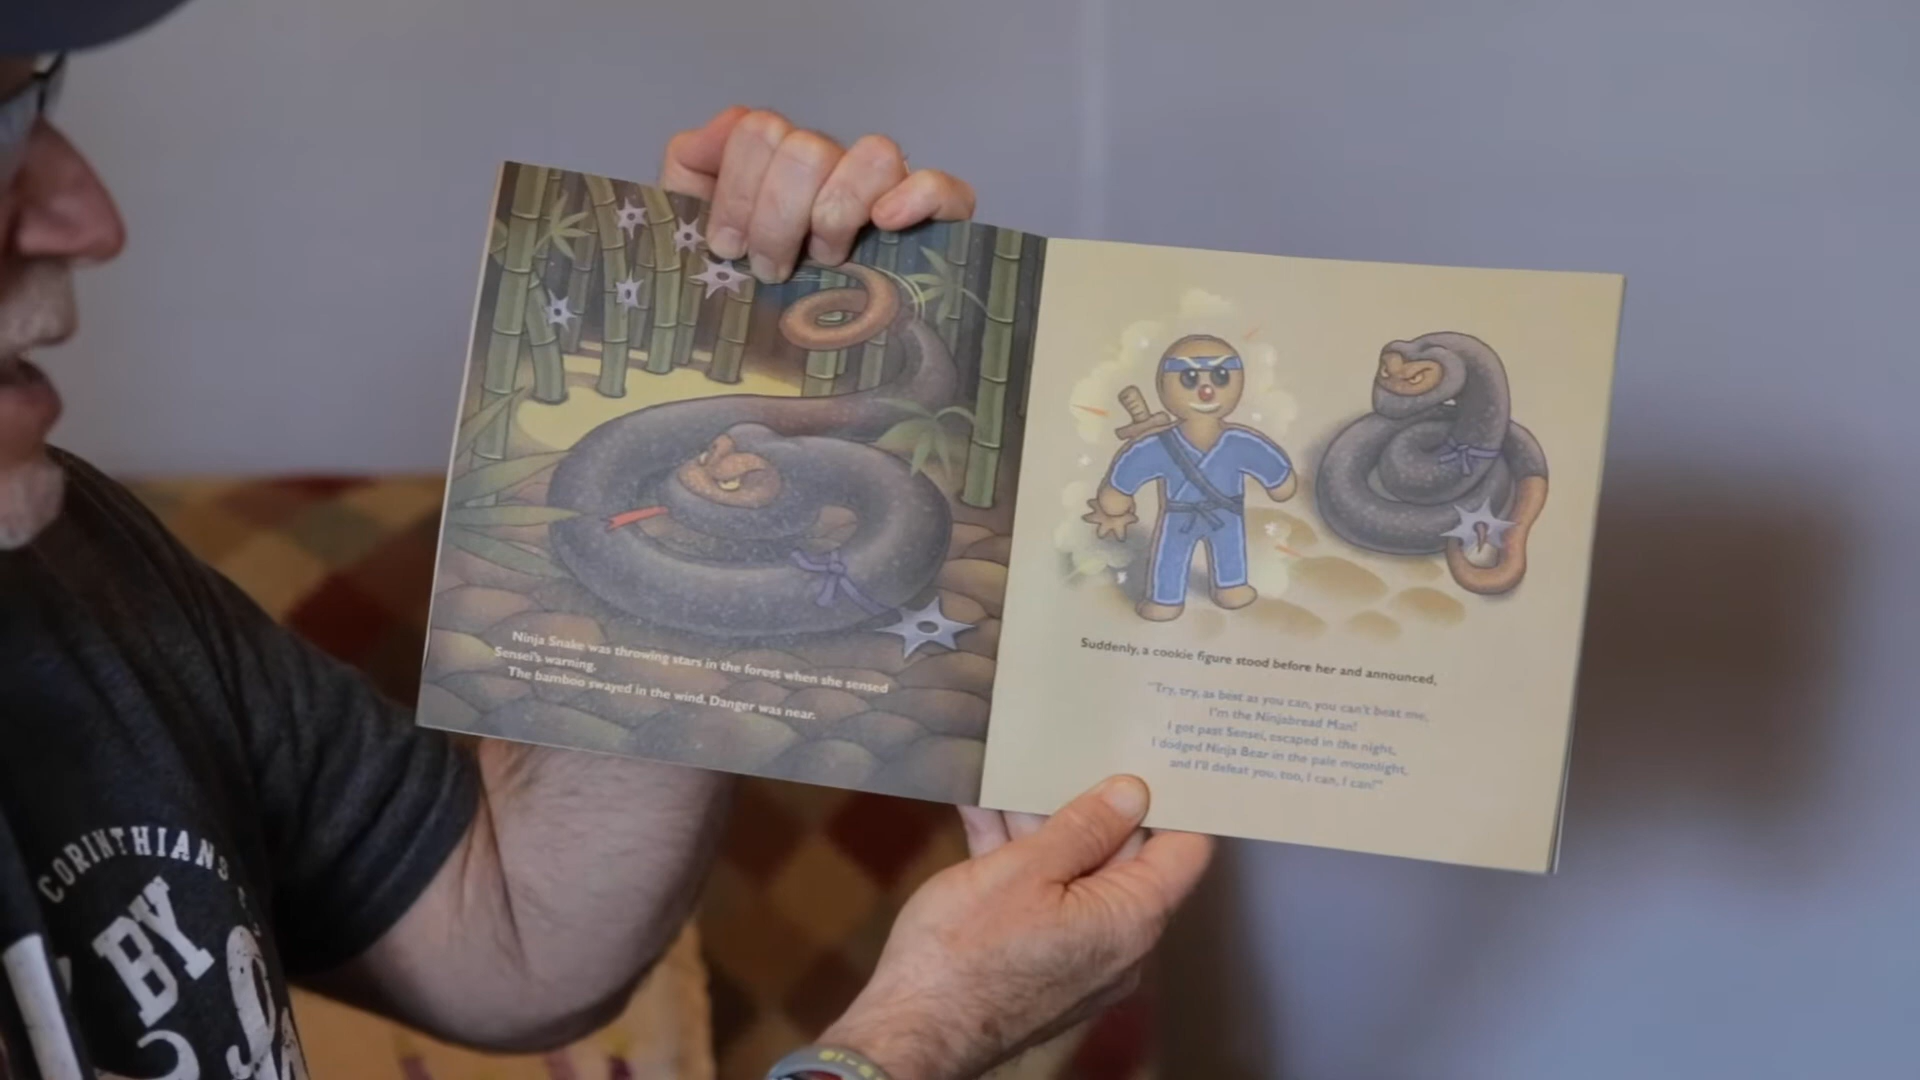 Ninja Snake was throwing stars in the forest when she sensed
Sensei's warning.
The bamboo swayed in the wind. Danger was near.
Suddenly, a cookie figure stood before her and announced,
"Try, try, as best as you can, you can't beat me,
I'm the Ninjabread Man!
I got past Sensei, escaped in the night,
I dodged Ninja Bear in the pale moonlight,
and I'll defeat you, too, I can, I can!"
CORINTHIANS
BY